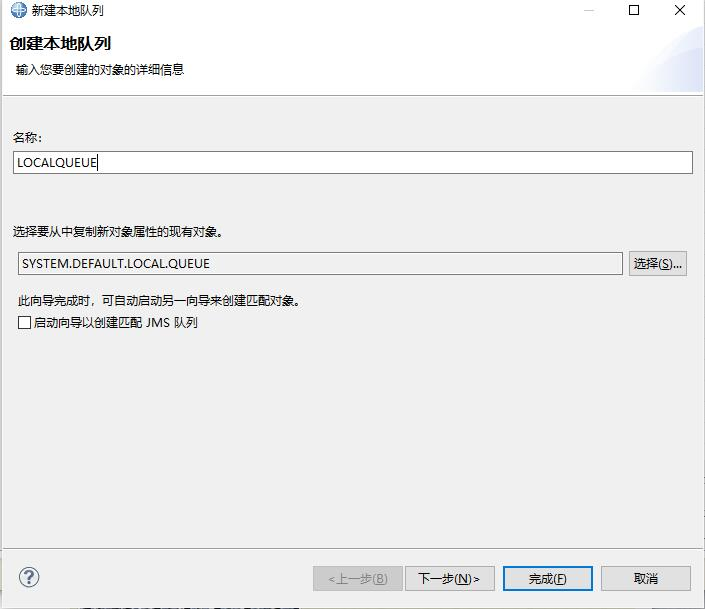 新建本地队列
创建本地队列
输入您要创建的对象的详细信息
名称:
LOCALQUEUE
选择要从中复制新对象属性的现有对象。
SYSTEM.DEFAULT.LOCAL.QUEUE
选择(S)...
此向导完成时，可自动启动另一向导来创建匹配对象。
启动向导以创建匹配 JMS 队列
?
<上一步(B) 下一步(N)> 完成(F) 取消